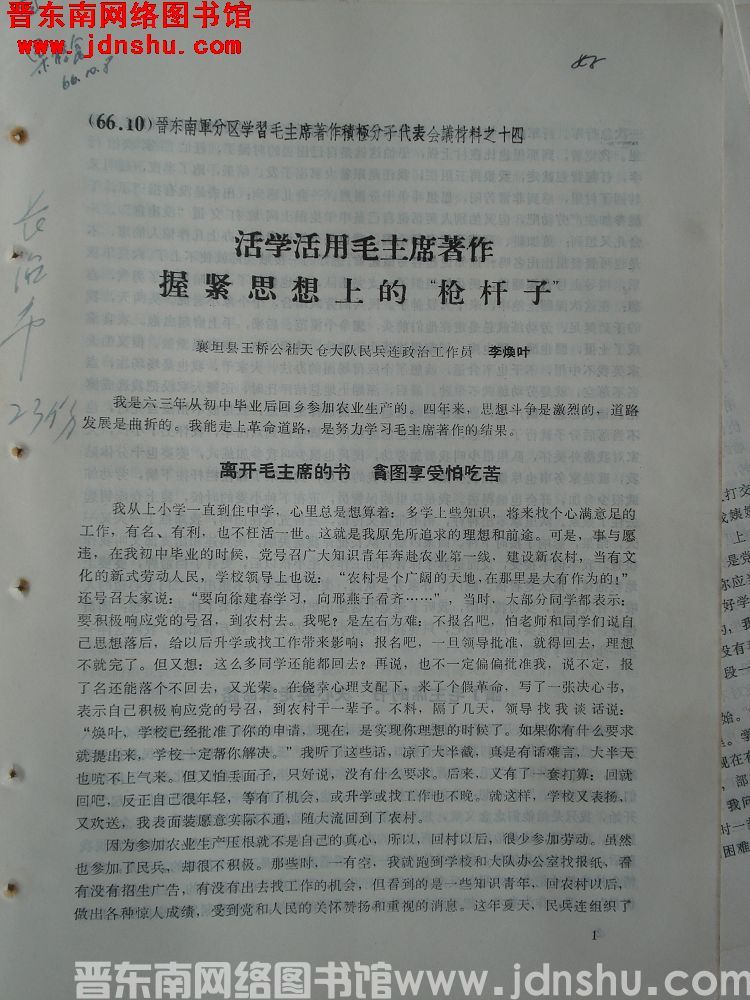 晋东南网络图书馆
www.jdnshu.com
66.10.8
(66.10)晋东南軍分区学習毛主席著作積極分子代表会議材料之十四
长治市
23份
活学活用毛主席著作
握紧思想上的“枪杆子”
襄垣县王桥公社天仓大队民兵连政治工作员 李煥叶
我是六三年从初中毕业后回乡参加农业生产的。四年来，思想斗争是激烈的，道路
发展是曲折的。我能走上革命道路，是努力学习毛主席著作的结果。
离开毛主席的书 貪图享受怕吃苦
我从上小学一直到住中学，心里总是想算着：多学上些知识，将来找个心满意足的
工作，有名、有利，也不枉活一世。这就是我原先所追求的理想和前途。可是，事与愿
违，在我初中毕业的时候，党号召广大知识青年奔赴农业第一线，建设新农村，当有文
化的新式劳动人民，学校领导上也说：“农村是个广阔的天地，在那里是大有作为的！”
还号召大家说：“要向徐建春学习，向邢燕子看齐……”，当时，大部分同学都表示：
要积极响应党的号召，到农村去。我呢？是左右为难：不报名吧，怕老师和同学们说自
己思想落后，给以后升学或找工作带来影响；报名吧，一旦领导批准，就得回去，理想
不就完了。但又想：这么多同学还能都回去？再说，也不一定偏偏批准我，说不定，报
了名还能落个不回去，又光荣。在侥幸心理支配下，来了个假革命，写了一张决心书，
表示自己积极响应党的号召，到农村干一辈子。不料，隔了几天，领导找我谈话说：
“焕叶，学校已经批准了你的申请，现在，是实现你理想的时候了。如果你有什么要求
就提出来，学校一定帮你解决。”我听了这些话，凉了大半截，真是有话难言，大半天
也吭不上气来。但又怕丢面子，只好说，没有什么要求。后来，又有了一套打算：回就
回吧，反正自己很年轻，等有了机会，或升学或找工作也不晚。就这样，学校又表扬，
又欢送，我表面装愿意实际不通，随大流回到了农村。
因为参加农业生产压根就不是自己的真心，所以，回村以后，很少参加劳动。虽然
也参加了民兵，却很不积极。那些时，一有空，我就跑到学校和大队办公室找报纸，看
有没有招生广告，有没有出去找工作的机会，但看到的是一些知识青年，回农村以后，
做出各种惊人成绩，受到党和人民的关怀赞扬和重视的消息。这年夏天，民兵连组织了
1
晋东南网络图书馆www.jdnshu.com